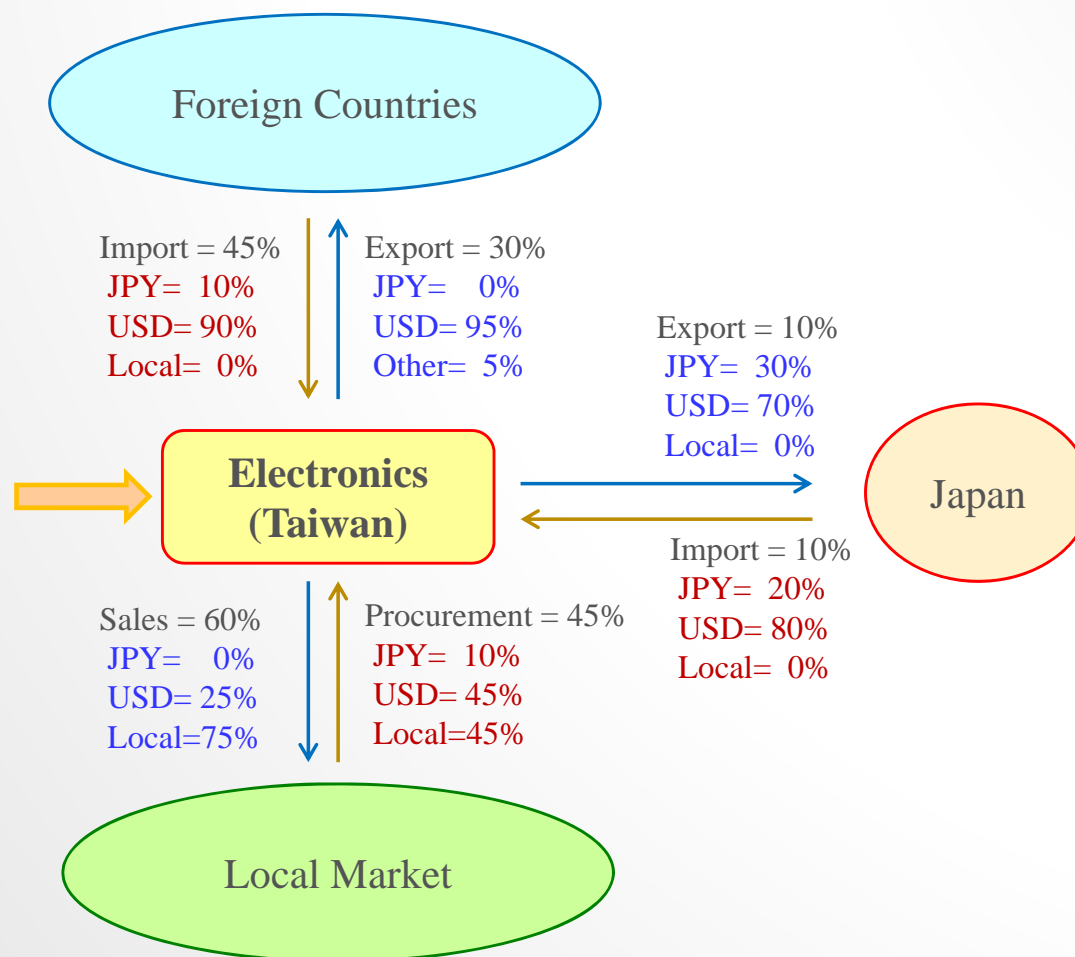 Foreign Countries
Import = 45%
JPY= 10%
USD= 90%
Local= 0%
Export = 30%
JPY= 0%
USD= 95%
Other= 5%
Export = 10%
JPY= 30%
USD= 70%
Local= 0%
Electronics
(Taiwan)
Japan
Import = 10%
JPY= 20%
USD= 80%
Local= 0%
Sales = 60%
JPY= 0%
USD= 25%
Local=75%
Procurement = 45%
JPY= 10%
USD= 45%
Local=45%
Local Market